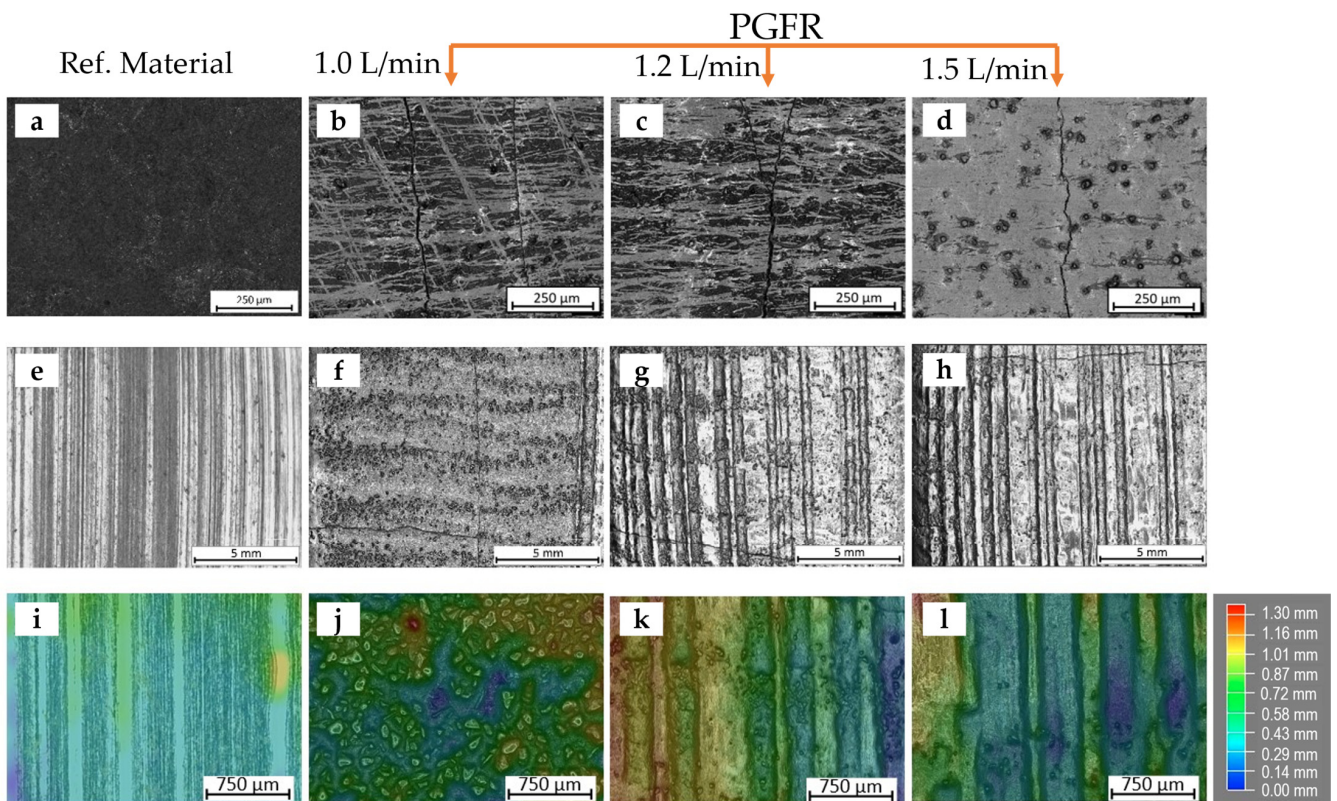 PGFR
Ref. Material 1.0 L/min 1.2 L/min 1.5 L/min
a b c d
250 µm 250 µm 250 µm 250 µm
e f g h
5 mm 5 mm 5 mm 5 mm
i j k l
1.30 mm
1.16 mm
1.01 mm
0.87 mm
0.72 mm
0.58 mm
0.43 mm
0.29 mm
0.14 mm
0.00 mm
750 µm 750 µm 750 µm 750 µm